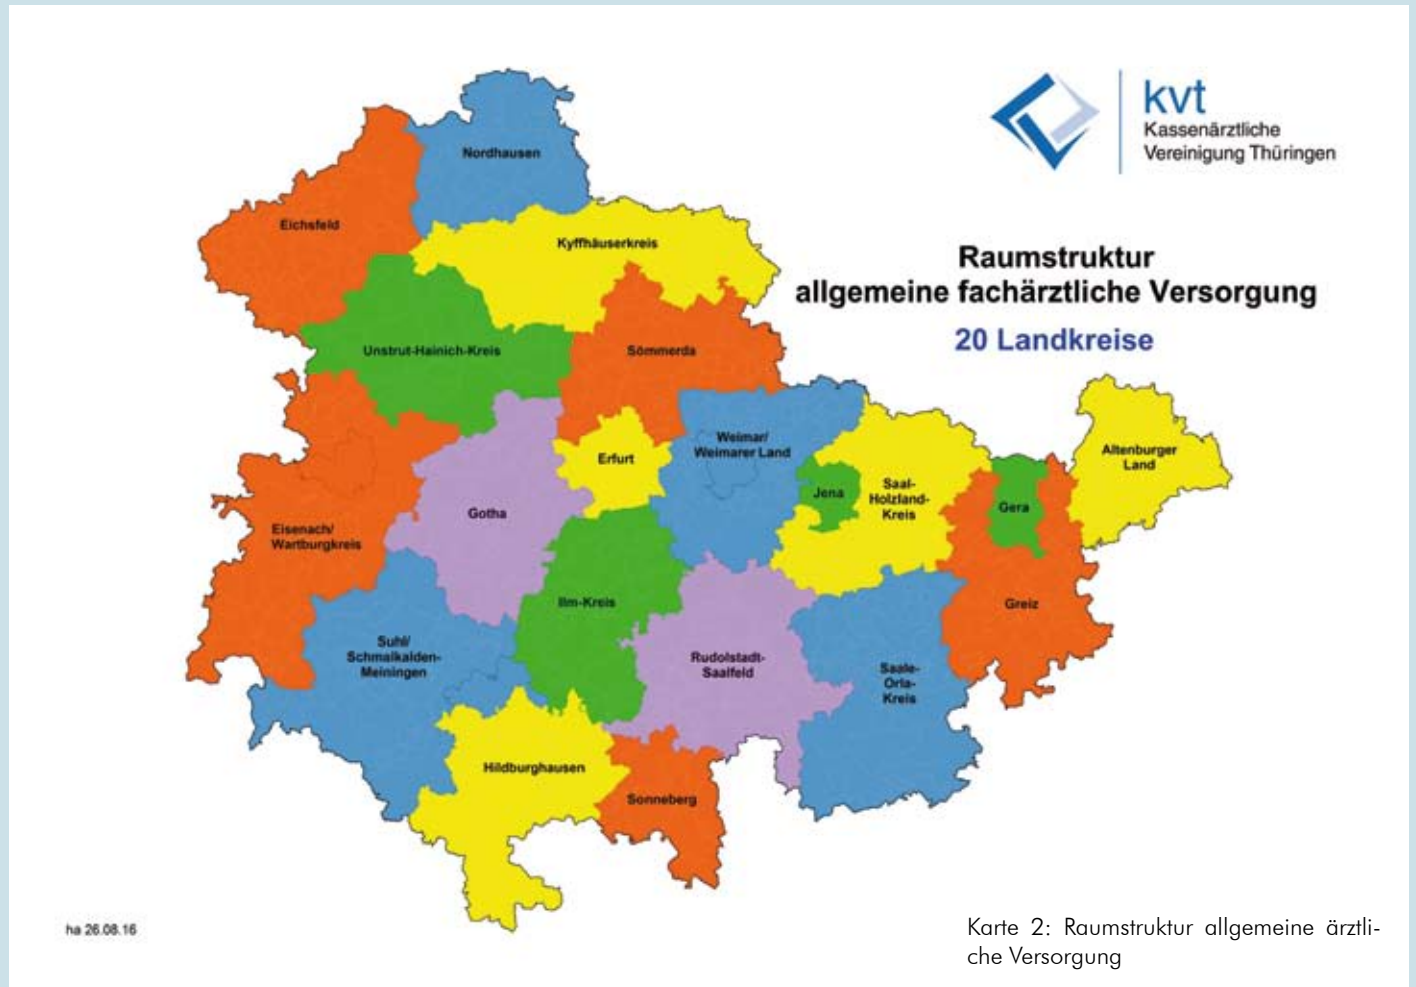 kvt
Kassenärztliche
Vereinigung Thüringen
Raumstruktur
allgemeine fachärztliche Versorgung
20 Landkreise
Nordhausen
Eichsfeld
Kyffhäuserkreis
Unstrut-Hainich-Kreis
Sömmerda
Weimar/
Weimarer Land
Erfurt
Altenburger
Land
Jena
Saal-
Holzland-
Kreis
Gera
Gotha
Eisenach/
Wartburgkreis
Ilm-Kreis
Greiz
Suhl/
Schmalkalden-
Meiningen
Rudolstadt-
Saalfeld
Saale-
Orla-
Kreis
Hildburghausen
Sonneberg
ha 26.08.16
Karte 2: Raumstruktur allgemeine ärztli-
che Versorgung